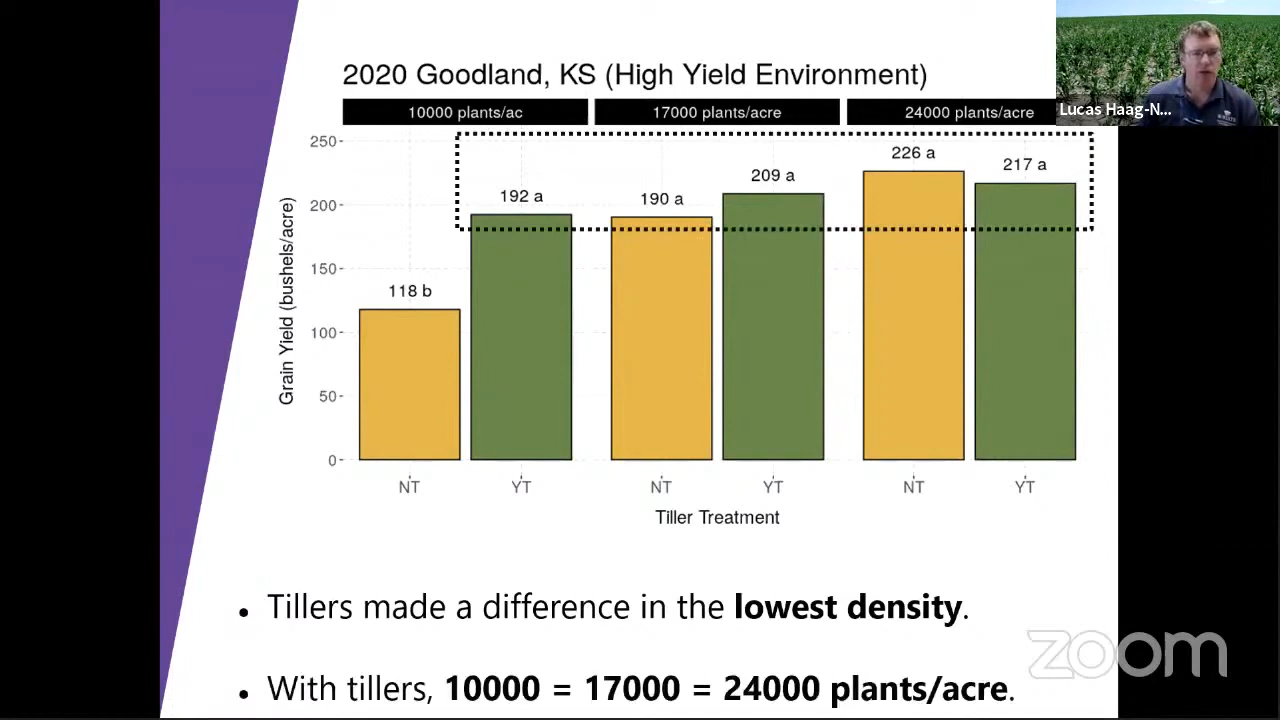 2020 Goodland, KS (High Yield Environment)
10000 plants/ac
17000 plants/acre
24000 plants/acre
Lucas Haag-N...
Grain Yield (bushels/acre)
250
200
150
100
50
0
118 b
192 a
190 a
209 a
226 a
217 a
NT
YT
NT
YT
NT
YT
Tiller Treatment
• Tillers made a difference in the lowest density.
• With tillers, 10000 = 17000 = 24000 plants/acre.
zoom